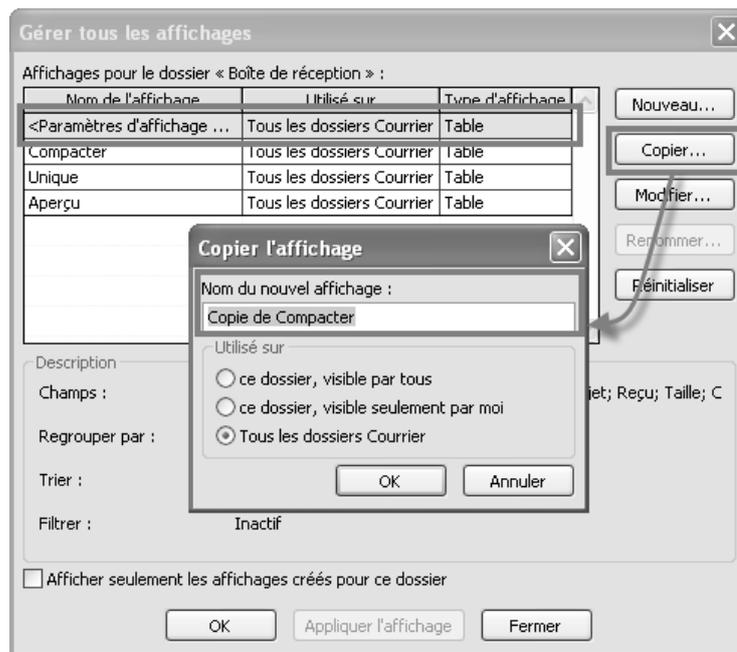 Gérer tous les affichages
Affichages pour le dossier « Boîte de réception » :
Nom de l'affichage Utilisé sur Type d'affichage
<Paramètres d'affichage ... Tous les dossiers Courrier Table
Compacter Tous les dossiers Courrier Table
Unique Tous les dossiers Courrier Table
Aperçu Tous les dossiers Courrier Table
Nouveau...
Copier...
Modifier...
Renommer...
Réinitialiser
Copier l'affichage
Nom du nouvel affichage :
Copie de Compacter
Utilisé sur
ce dossier, visible par tous
ce dossier, visible seulement par moi
Tous les dossiers Courrier
OK Annuler
Description
Champs : jet; Reçu; Taille; C
Regrouper par :
Trier :
Filtrer : Inactif
Afficher seulement les affichages créés pour ce dossier
OK Appliquer l'affichage Fermer